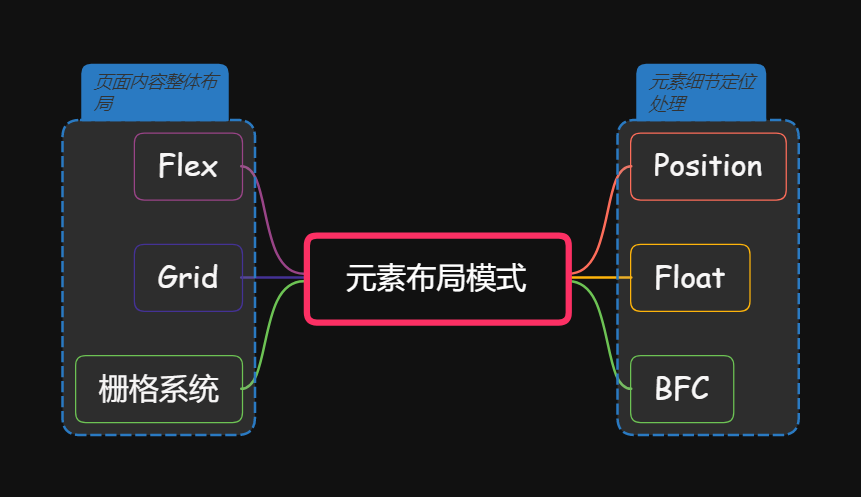 页面内容整体布
局
Flex
Grid
栅格系统
元素布局模式
元素细节定位
处理
Position
Float
BFC